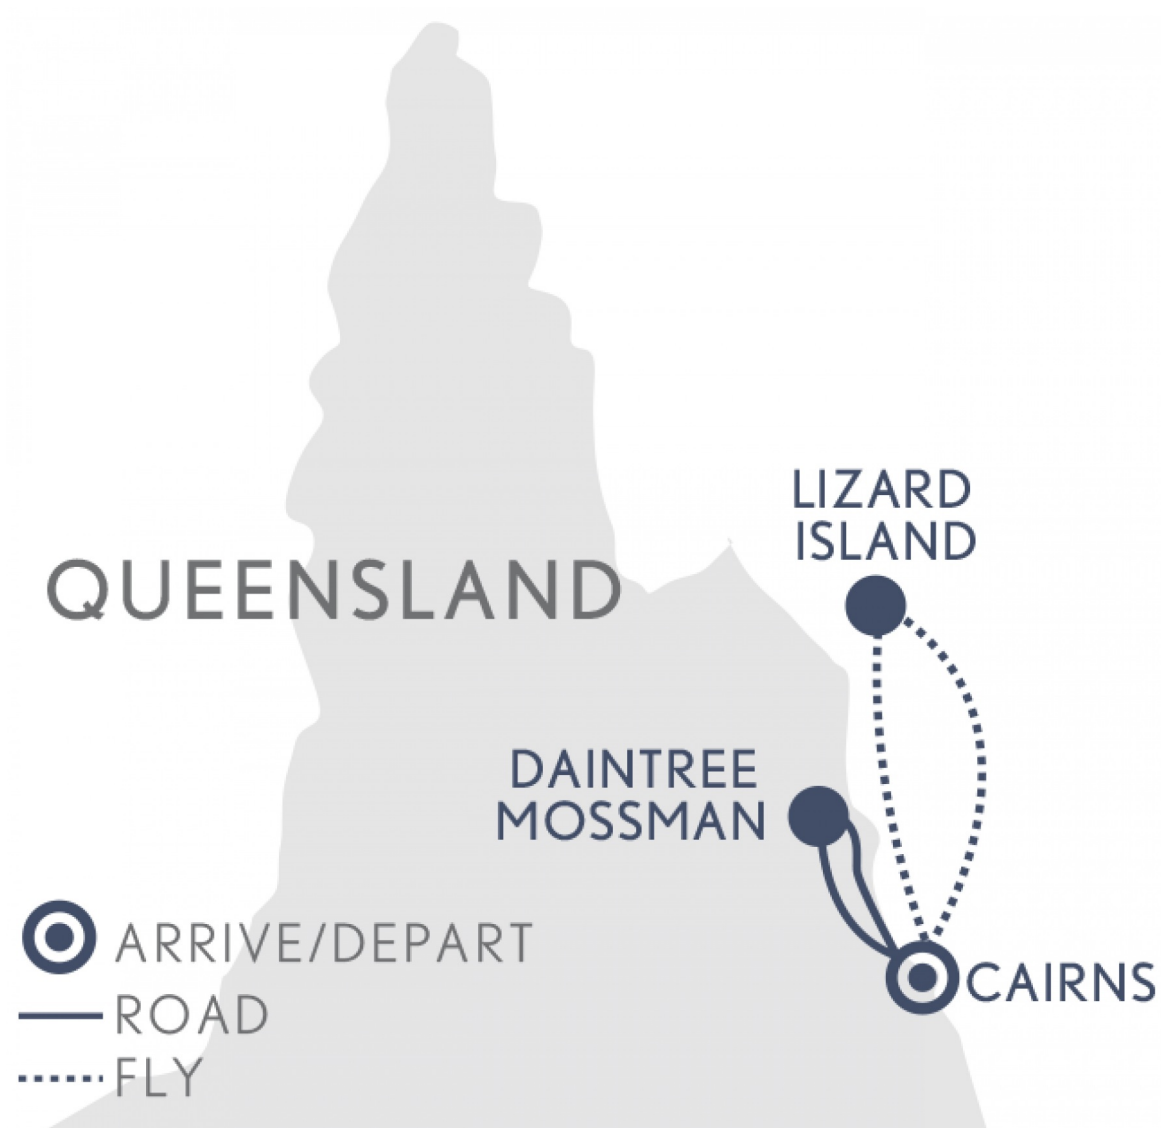 LIZARD
ISLAND
QUEENSLAND
DAINTREE
MOSSMAN
CAIRNS
ARRIVE/DEPART
ROAD
FLY